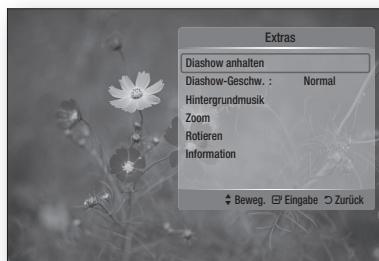 Extras
Diashow anhalten
Diashow-Geschw. : Normal
Hintergrundmusik
Zoom
Rotieren
Information
Beweg. Eingabe Zurück